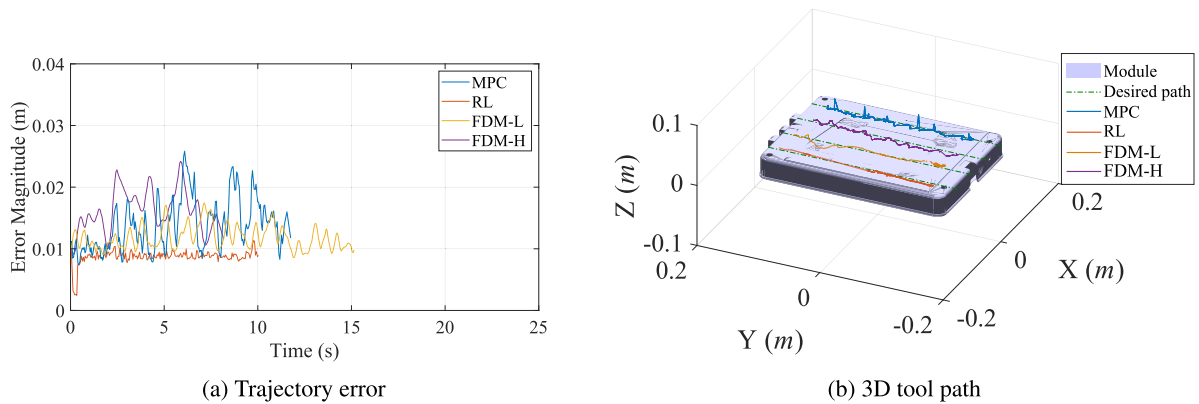 0.04
0.03
0.02
0.01
0
Error Magnitude (m)
0 5 10 15 20 25
Time (s)
MPC
RL
FDM-L
FDM-H
(a) Trajectory error
0.1
0
-0.1
Z (m)
0.2
0
-0.2
Y (m)
-0.2
0
0.2
X (m)
Module
Desired path
MPC
RL
FDM-L
FDM-H
(b) 3D tool path